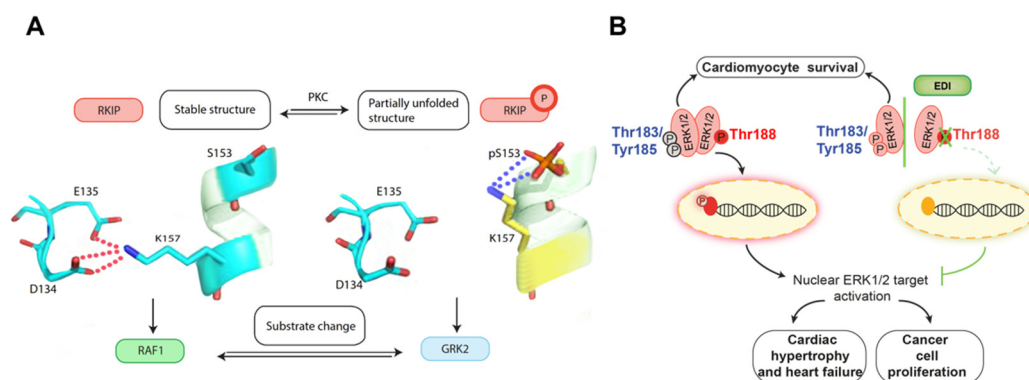 A
RKIP
Stable structure
PKC
Partially unfolded
structure
RKIP
P
S153
E135
K157
D134
pS153
E135
K157
D134
Substrate change
RAF1
GRK2
B
Cardiomyocyte survival
EDI
Thr183/
Tyr185
P
P
ERK1/2
ERK1/2
P
Thr188
Thr183/
Tyr185
P
P
ERK1/2
ERK1/2
Thr188
P
Nuclear ERK1/2 target
activation
Cardiac
hypertrophy
and heart failure
Cancer
cell
proliferation